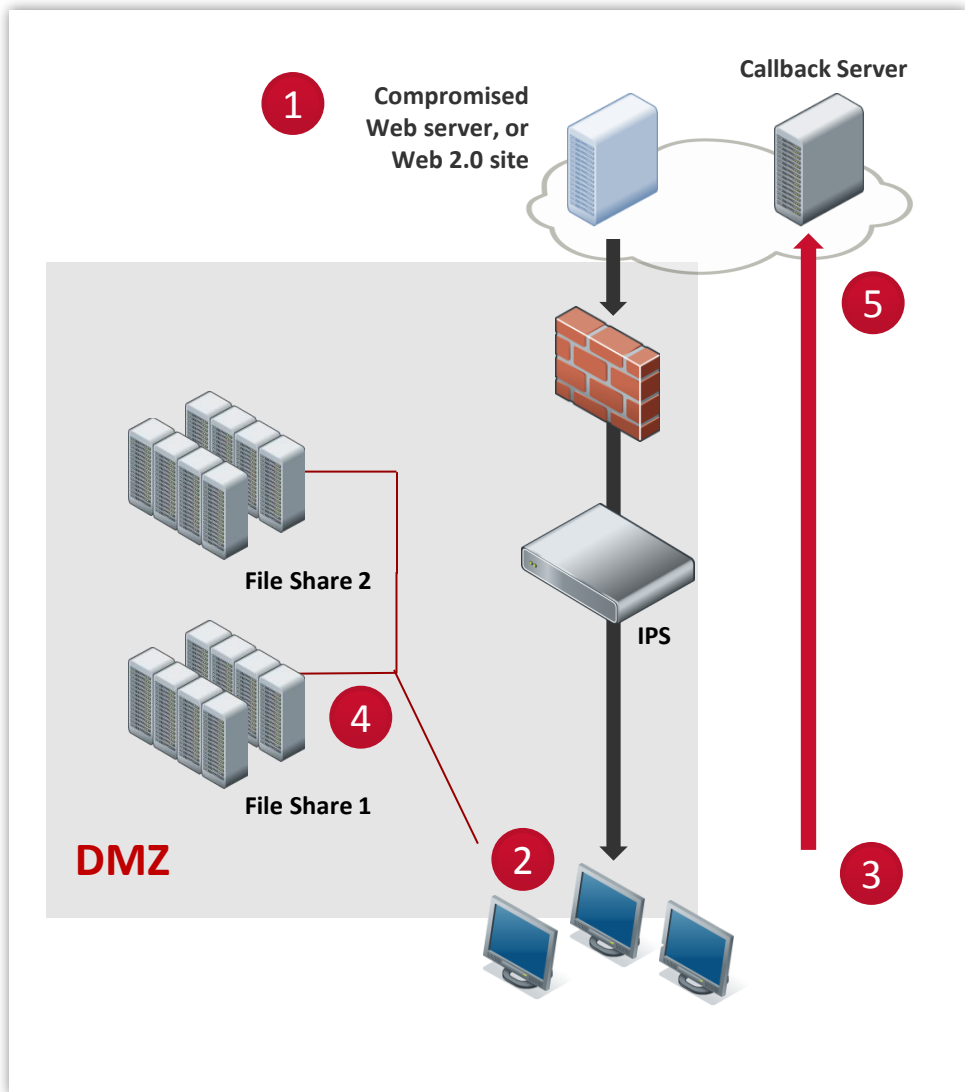 1
Compromised
Web server, or
Web 2.0 site
Callback Server
5
File Share 2
IPS
4
File Share 1
DMZ
2
3